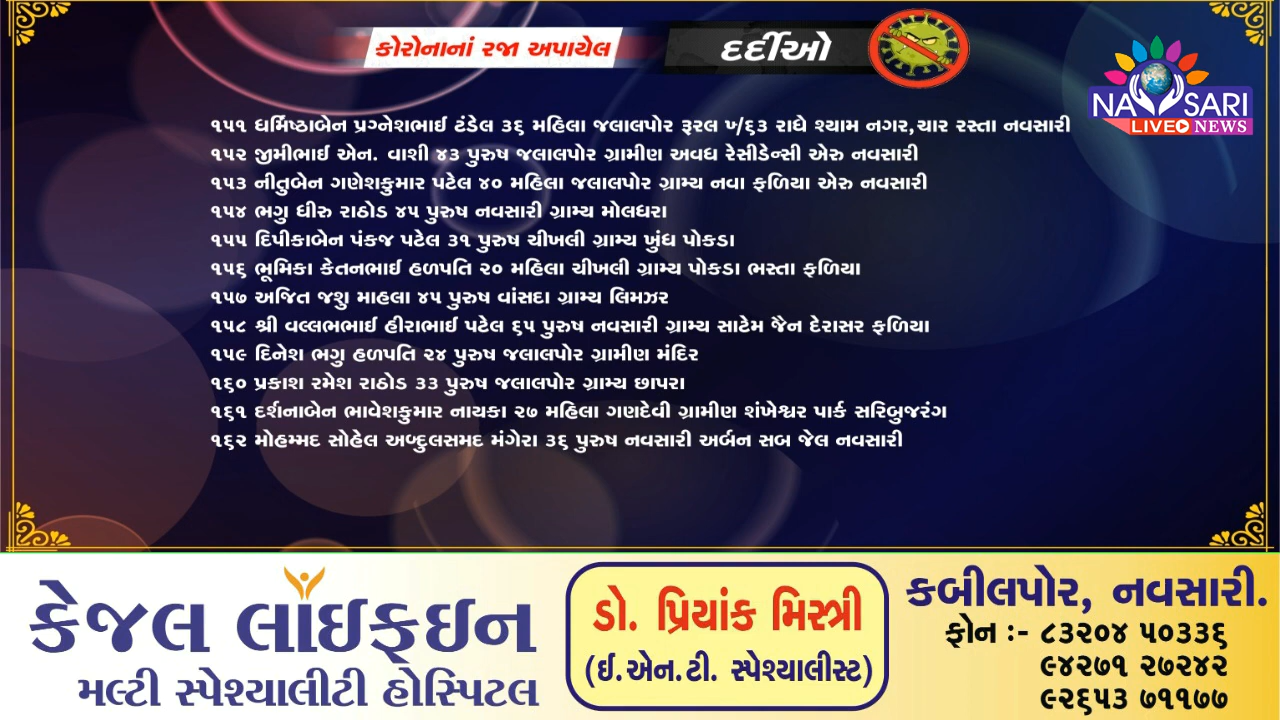 કોરોનાનાં રજા અપાયેલ દર્દીઓ
NAVSARI
LIVE NEWS
૧૫૧ ધર્મિષ્ઠાબેન પ્રગ્નેશભાઈ ટંડેલ ૩૬ મહિલા જલાલપોર રૂરલ ખ/૬૩ રાધે શ્યામ નગર,ચાર રસ્તા નવસારી
૧૫૨ જીમીભાઈ એન. વાશી ૪૩ પુરુષ જલાલપોર ગ્રામીણ અવધ રેસીડેન્સી એરુ નવસારી
૧૫૩ નીતુબેન ગણેશકુમાર પટેલ ૪૦ મહિલા જલાલપોર ગ્રામ્ય નવા ફળિયા એરુ નવસારી
૧૫૪ ભગુ ધીરુ રાઠોડ ૪૫ પુરુષ નવસારી ગ્રામ્ય મોલધરા
૧૫૫ દિપીકાબેન પંકજ પટેલ ૩૧ પુરુષ ચીખલી ગ્રામ્ય ખુંધ પોકડા
૧૫૬ ભૂમિકા કેતનભાઈ હળપતિ ૨૦ મહિલા ચીખલી ગ્રામ્ય પોકડા ભસ્તા ફળિયા
૧૫૭ અજિત જશુ માહલા ૪૫ પુરુષ વાંસદા ગ્રામ્ય લિમઝર
૧૫૮ શ્રી વલ્લભભાઈ હીરાભાઈ પટેલ ૬૫ પુરુષ નવસારી ગ્રામ્ય સાટેમ જૈન દેરાસર ફળિયા
૧૫૯ દિનેશ ભગુ હળપતિ ૨૪ પુરુષ જલાલપોર ગ્રામીણ મંદિર
૧૬૦ પ્રકાશ રમેશ રાઠોડ ૩૩ પુરુષ જલાલપોર ગ્રામ્ય છાપરા
૧૬૧ દર્શનાબેન ભાવેશકુમાર નાયકા ૨૭ મહિલા ગણદેવી ગ્રામીણ શંખેશ્વર પાર્ક સરિબુજરંગ
૧૬૨ મોહમ્મદ સોહેલ અબ્દુલસમદ મંગેરા ૩૬ પુરુષ નવસારી અર્બન સબ જેલ નવસારી
કેજલ લાઈફઇન
મલ્ટી સ્પેશ્યાલીટી હોસ્પિટલ
ડો. પ્રિયાંક મિસ્ત્રી
(ઈ.એન.ટી. સ્પેશ્યાલીસ્ટ)
કબીલપોર, નવસારી.
ફોન :- ૮૩૨૦૪ ૫૦૩૩૬
૯૪૨૭૧ ૨૭૨૪૨
૯૨૬૫૩ ૭૧૧૭૭